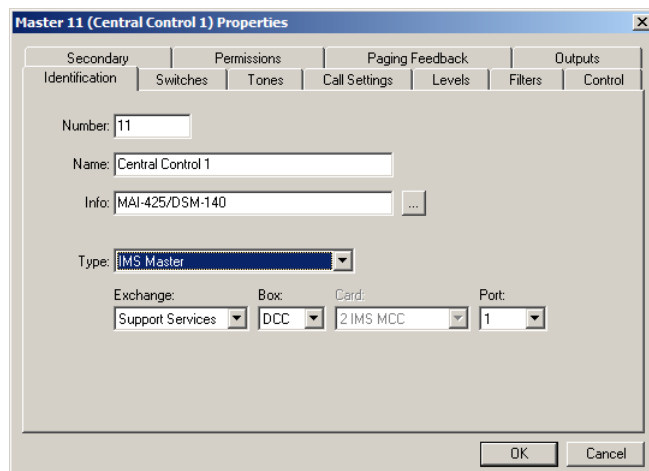 Master 11 (Central Control 1) Properties
Secondary Permissions Paging Feedback Outputs
Identification Switches Tones Call Settings Levels Filters Control
Number: 11
Name: Central Control 1
Info: MAI-425/DSM-140 ...
Type: IMS Master
Exchange: Box: Card: Port:
Support Services DCC 2 IMS MCC 1
OK Cancel